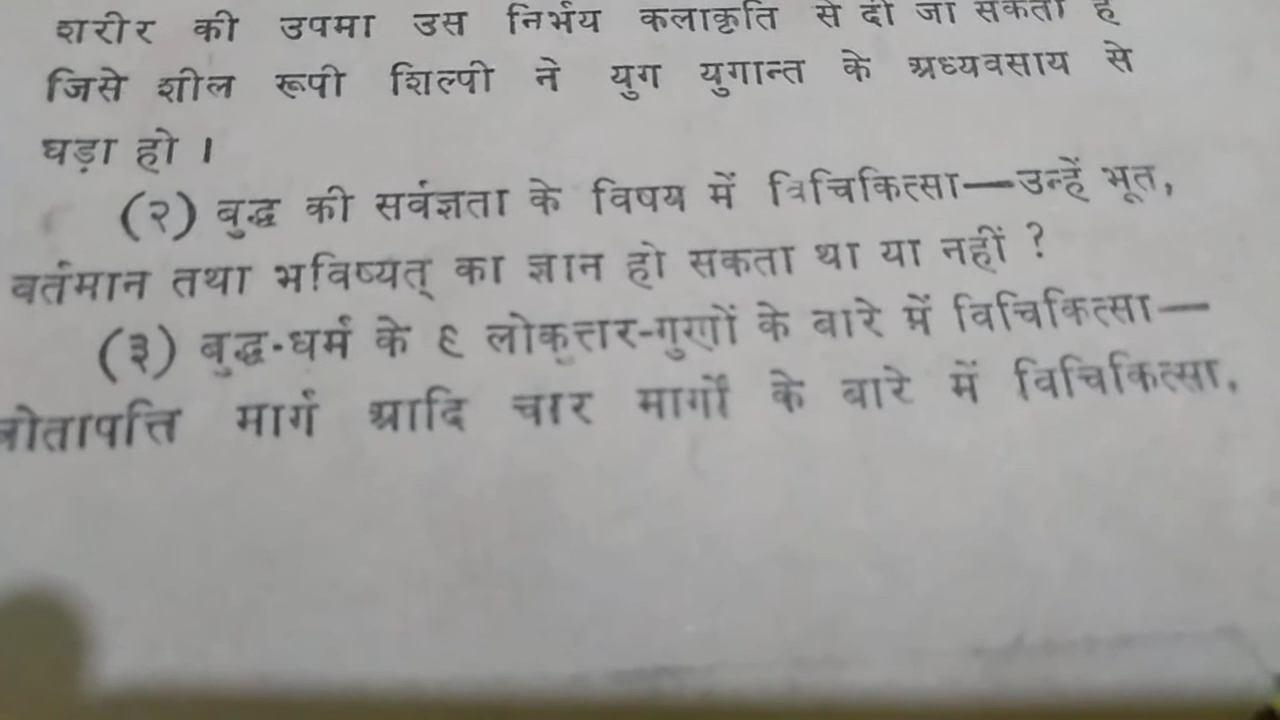 शरीर की उपमा उस निर्भय कलाकृति से दी जा सकती है
जिसे शील रूपी शिल्पी ने युग युगान्त के अध्यवसाय से
घड़ा हो ।
(२) बुद्ध की सर्वज्ञता के विषय में विचिकित्सा—उन्हें भूत,
वर्तमान तथा भविष्यत् का ज्ञान हो सकता था या नहीं ?
(३) बुद्ध-धर्म के ९ लोकुत्तर-गुणों के बारे में विचिकित्सा—
मार्ग आदि चार मार्गों के बारे में विचिकित्सा,